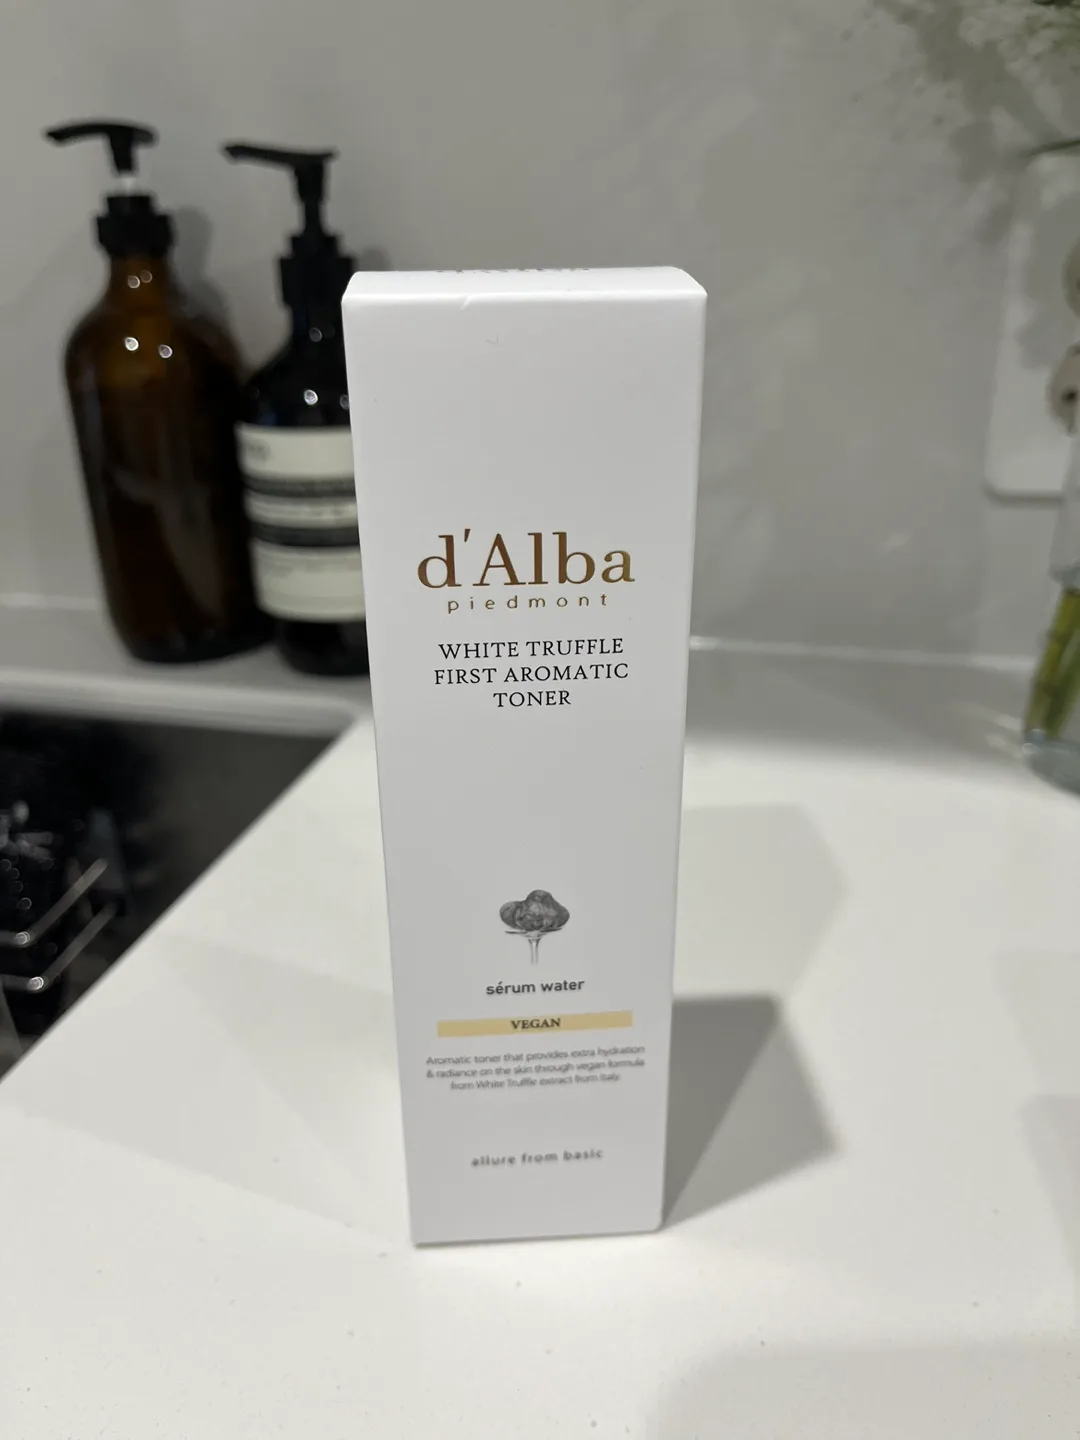 d'Alba
piedmont
WHITE TRUFFLE
FIRST AROMATIC
TONER
sérum water
VEGAN
Aromatic toner that provides extra hydration
& radiance on the skin through vegan formula
from White Truffle extract from Italy.
allure from basic